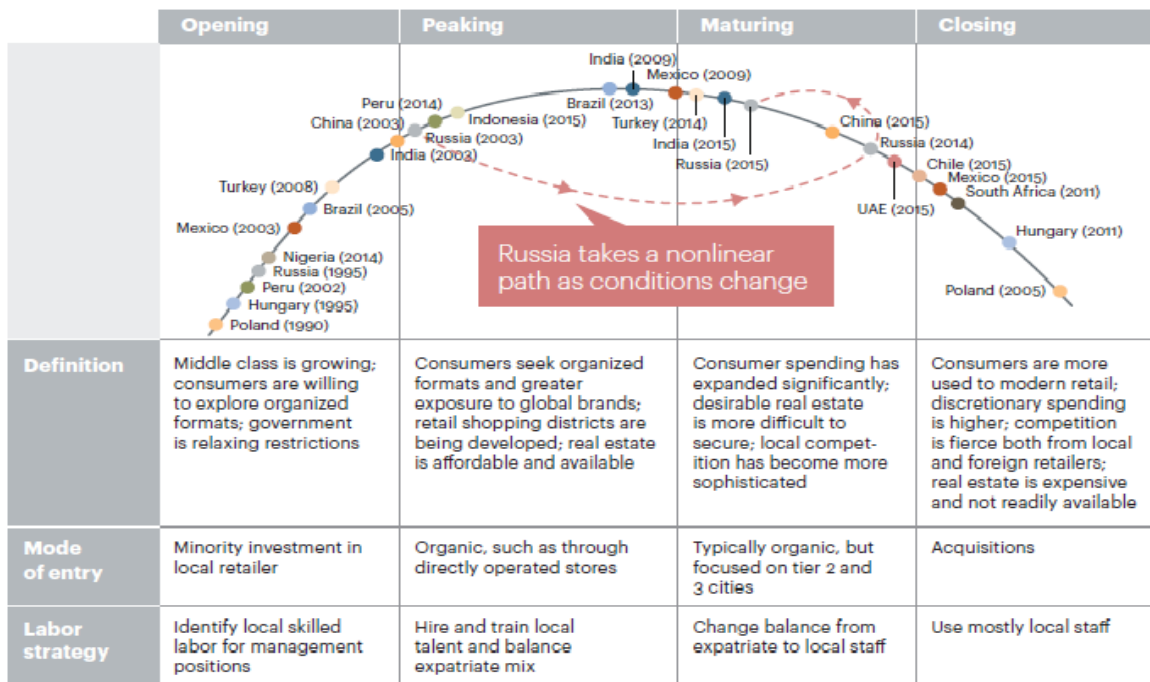 Opening
Peaking
Maturing
Closing
India (2009)
Mexico (2009)
Peru (2014)
Brazil (2013)
China (2003)
Indonesia (2015)
Turkey (2014)
China (2015)
Russia (2003)
India (2015)
Russia (2014)
India (2003)
Russia (2015)
Chile (2015)
Mexico (2015)
Turkey (2008)
South Africa (2011)
Brazil (2005)
UAE (2015)
Mexico (2003)
Hungary (2011)
Nigeria (2014)
Russia (1995)
Peru (2002)
Poland (2005)
Hungary (1995)
Poland (1990)
Russia takes a nonlinear
path as conditions change
Definition
Middle class is growing;
consumers are willing
to explore organized
formats; government
is relaxing restrictions
Consumers seek organized
formats and greater
exposure to global brands;
retail shopping districts are
being developed; real estate
is affordable and available
Consumer spending has
expanded significantly;
desirable real estate
is more difficult to
secure; local compet-
ition has become more
sophisticated
Consumers are more
used to modern retail;
discretionary spending
is higher; competition
is fierce both from local
and foreign retailers;
real estate is expensive
and not readily available
Mode
of entry
Minority investment in
local retailer
Organic, such as through
directly operated stores
Typically organic, but
focused on tier 2 and
3 cities
Acquisitions
Labor
strategy
Identify local skilled
labor for management
positions
Hire and train local
talent and balance
expatriate mix
Change balance from
expatriate to local staff
Use mostly local staff